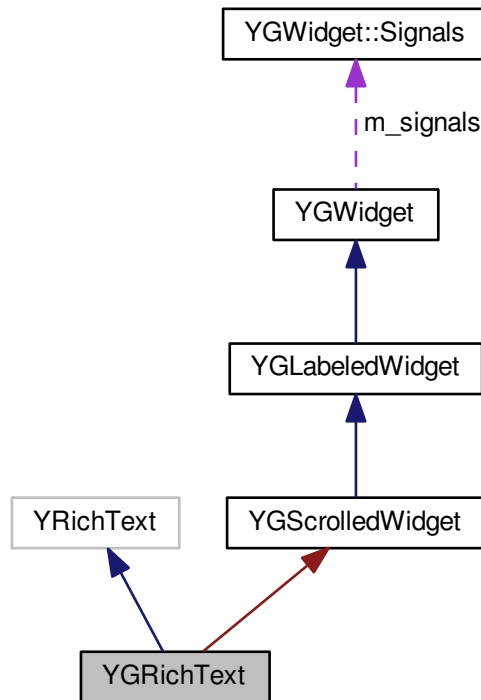 YGWidget::Signals
m_signals
YGWidget
YGLabeledWidget
YRichText
YGScrolledWidget
YGRichText